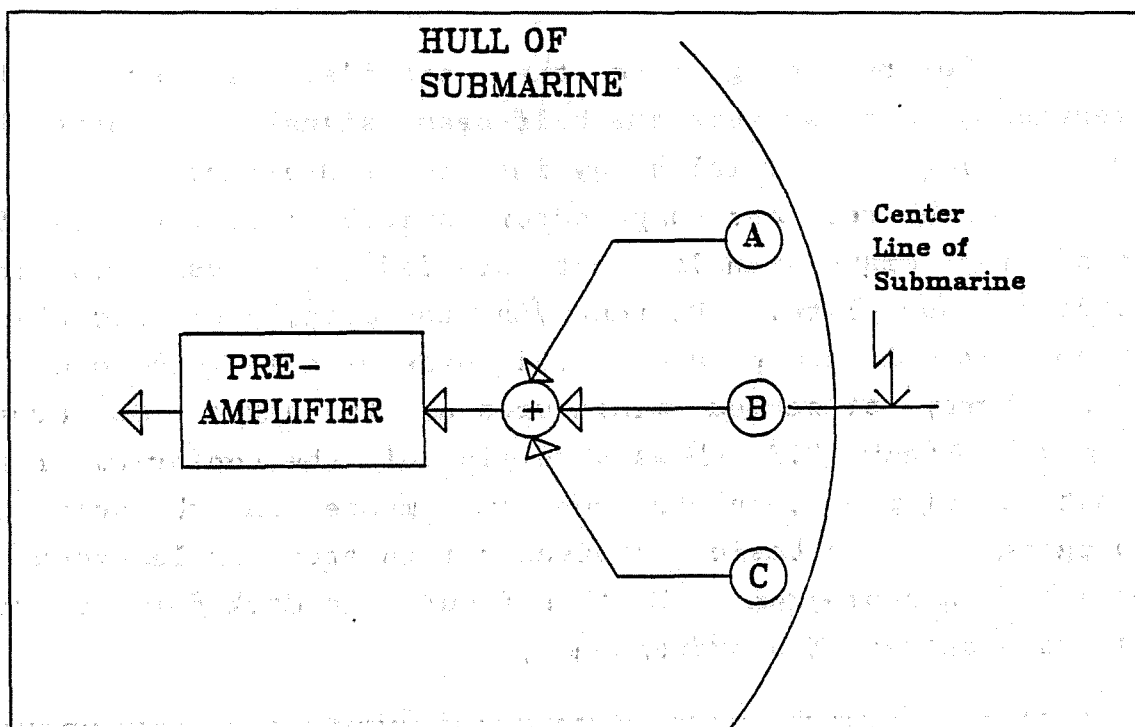 HULL OF
SUBMARINE
A
Center
Line of
Submarine
PRE-
AMPLIFIER
+
B
C